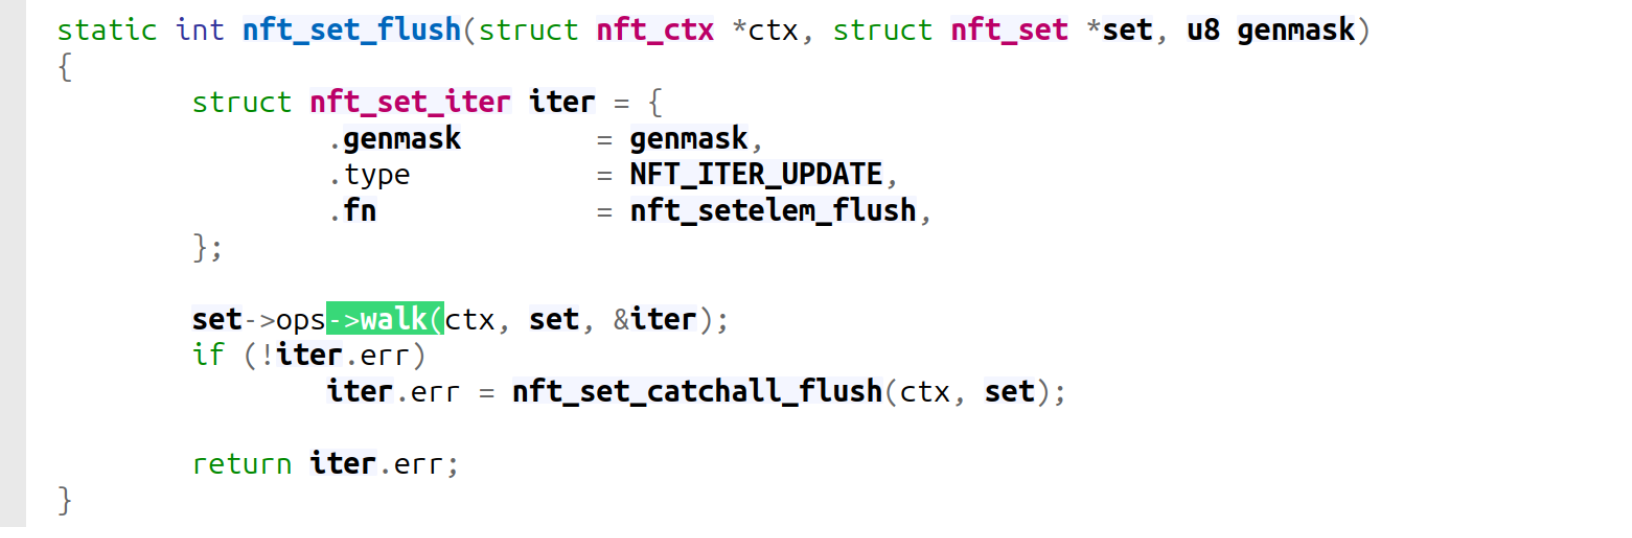 static int nft_set_flush(struct nft_ctx *ctx, struct nft_set *set, u8 genmask)
{
        struct nft_set_iter iter = {
                .genmask        = genmask,
                .type           = NFT_ITER_UPDATE,
                .fn             = nft_setelem_flush,
        };

        set->ops->walk(ctx, set, &iter);
        if (!iter.err)
                iter.err = nft_set_catchall_flush(ctx, set);

        return iter.err;
}